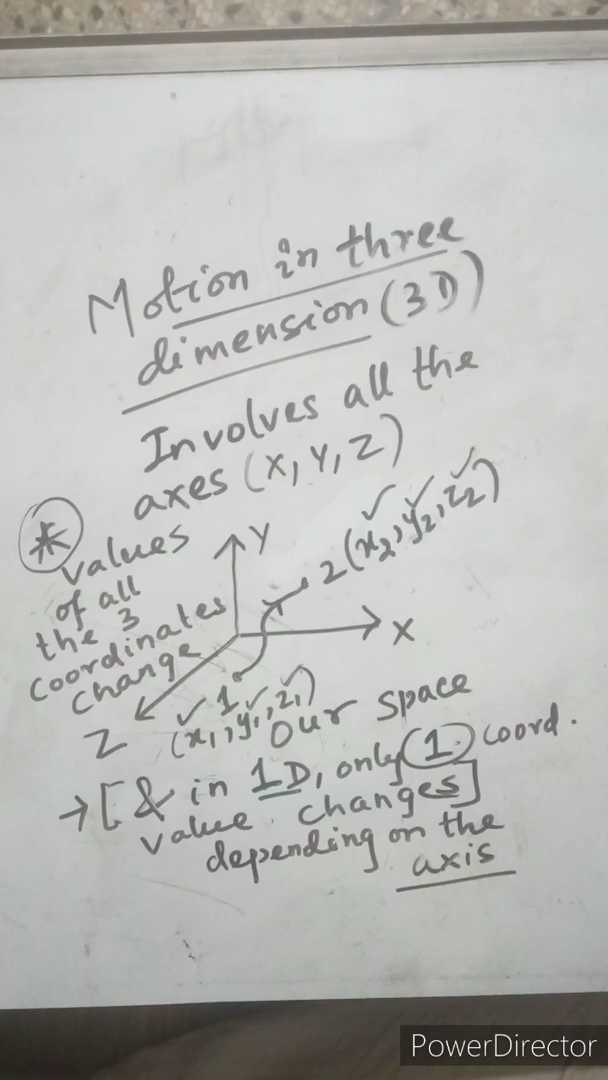 Motion in three
dimension (3D)
Involves all the
axes (X, Y, Z)
*
values
of all
the 3
coordinates
change
Y
2 (x₂, y₂, z₂)
X
Z
1
(x₁, y₁, z₁)
Our space
→ [& in 1D, only 1 coord.
value changes]
depending on the
axis
PowerDirector